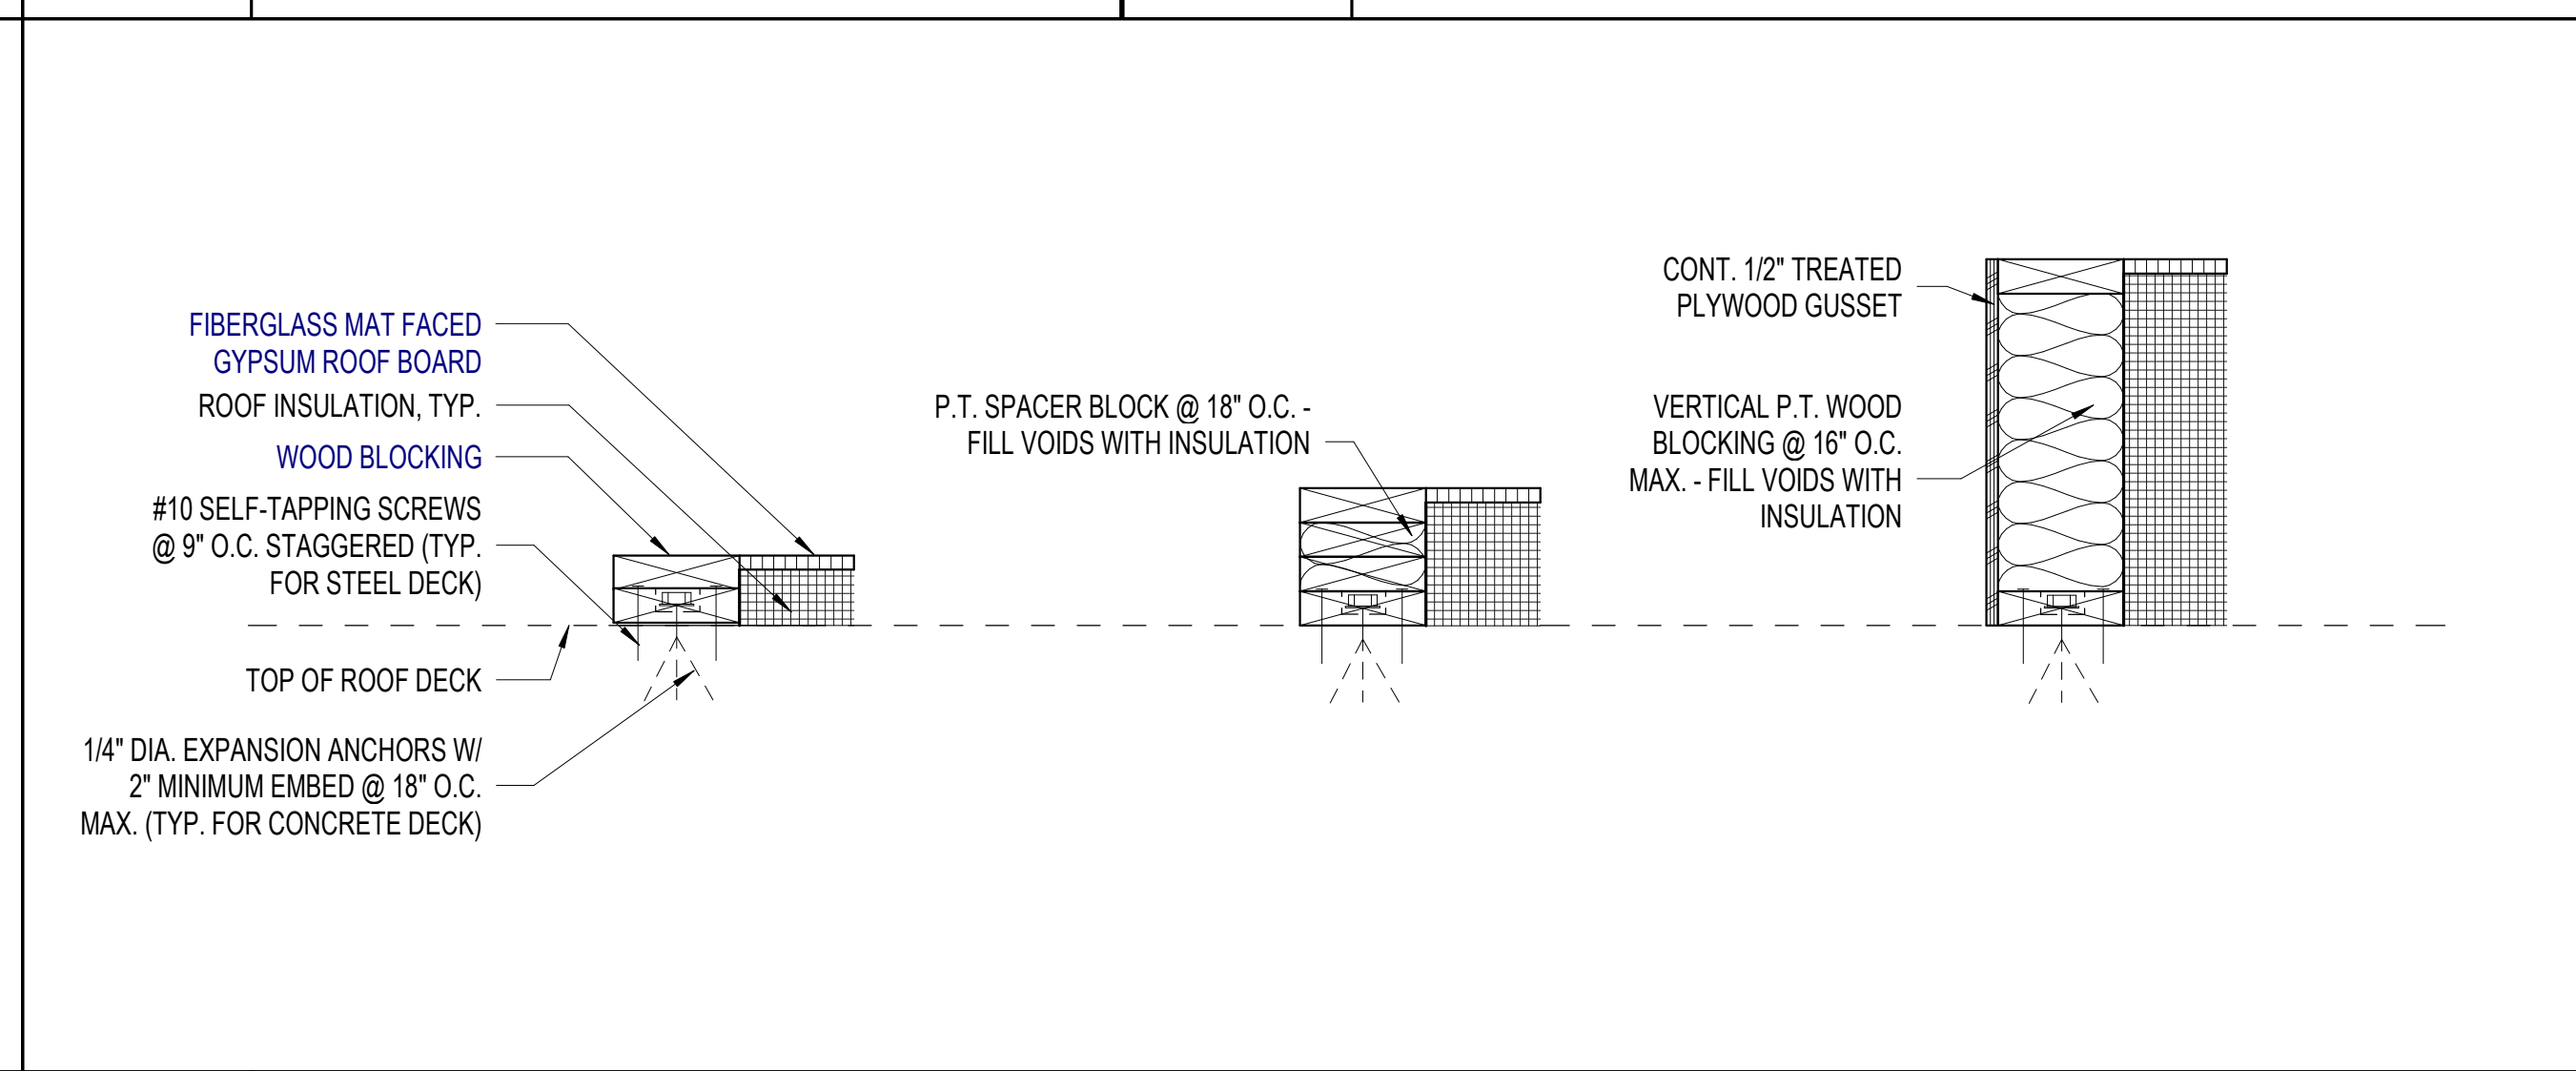 FIBERGLASS MAT FACED
GYPSUM ROOF BOARD
ROOF INSULATION, TYP.
WOOD BLOCKING
#10 SELF-TAPPING SCREWS
@ 9" O.C. STAGGERED (TYP.
FOR STEEL DECK)
TOP OF ROOF DECK
1/4" DIA. EXPANSION ANCHORS W/
2" MINIMUM EMBED @ 18" O.C.
MAX. (TYP. FOR CONCRETE DECK)
P.T. SPACER BLOCK @ 18" O.C. -
FILL VOIDS WITH INSULATION
CONT. 1/2" TREATED
PLYWOOD GUSSET
VERTICAL P.T. WOOD
BLOCKING @ 16" O.C.
MAX. - FILL VOIDS WITH
INSULATION